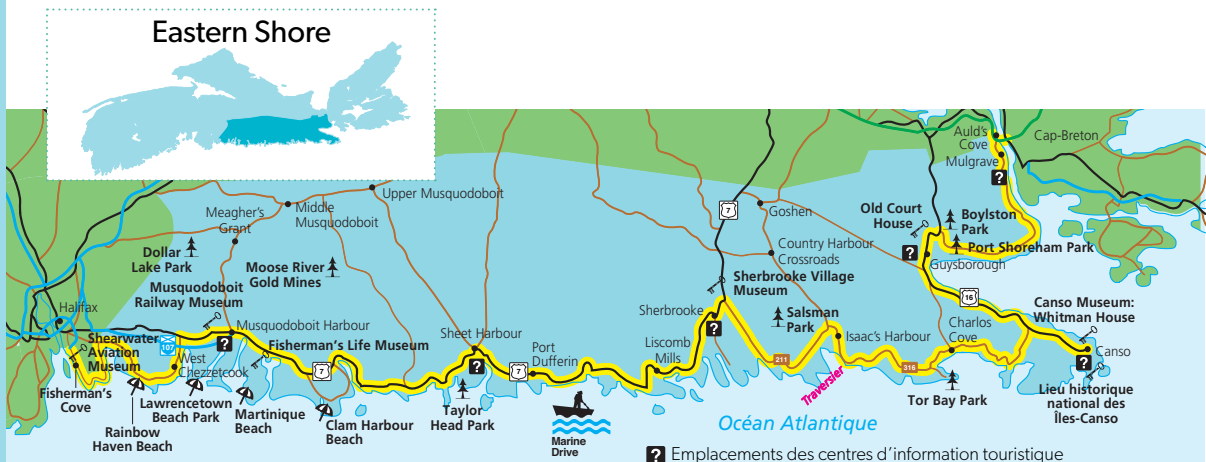 Eastern Shore
Auld's
Cove
Cap-Breton
Mulgrave
?
Upper Musquodoboit
Middle
Musquodoboit
Meagher's
Grant
Dollar
Lake Park
Moose River
Gold Mines
Musquodoboit
Railway Museum
7
Goshen
Old Court
House
Boylston
Park
Port Shoreham Park
?
Guysborough
Country Harbour
Crossroads
Sherbrooke Village
Museum
16
Canso Museum:
Whitman House
Halifax
Shearwater
Aviation
Museum
107
West
Chezzetcook
Musquodoboit Harbour
?
Fisherman's Life Museum
7
Sheet Harbour
?
7
Port
Dufferin
Sherbrooke
?
Liscomb
Mills
Salsman
Park
211
Isaac's Harbour
316
Charlos
Cove
Canso
?
Fisherman's
Cove
Rainbow
Haven Beach
Lawrencetown
Beach Park
Martinique
Beach
Clam Harbour
Beach
Taylor
Head Park
Marine
Drive
Traversier
Tor Bay Park
Lieu historique
national des
Îles-Canso
Océan Atlantique
? Emplacements des centres d'information touristique